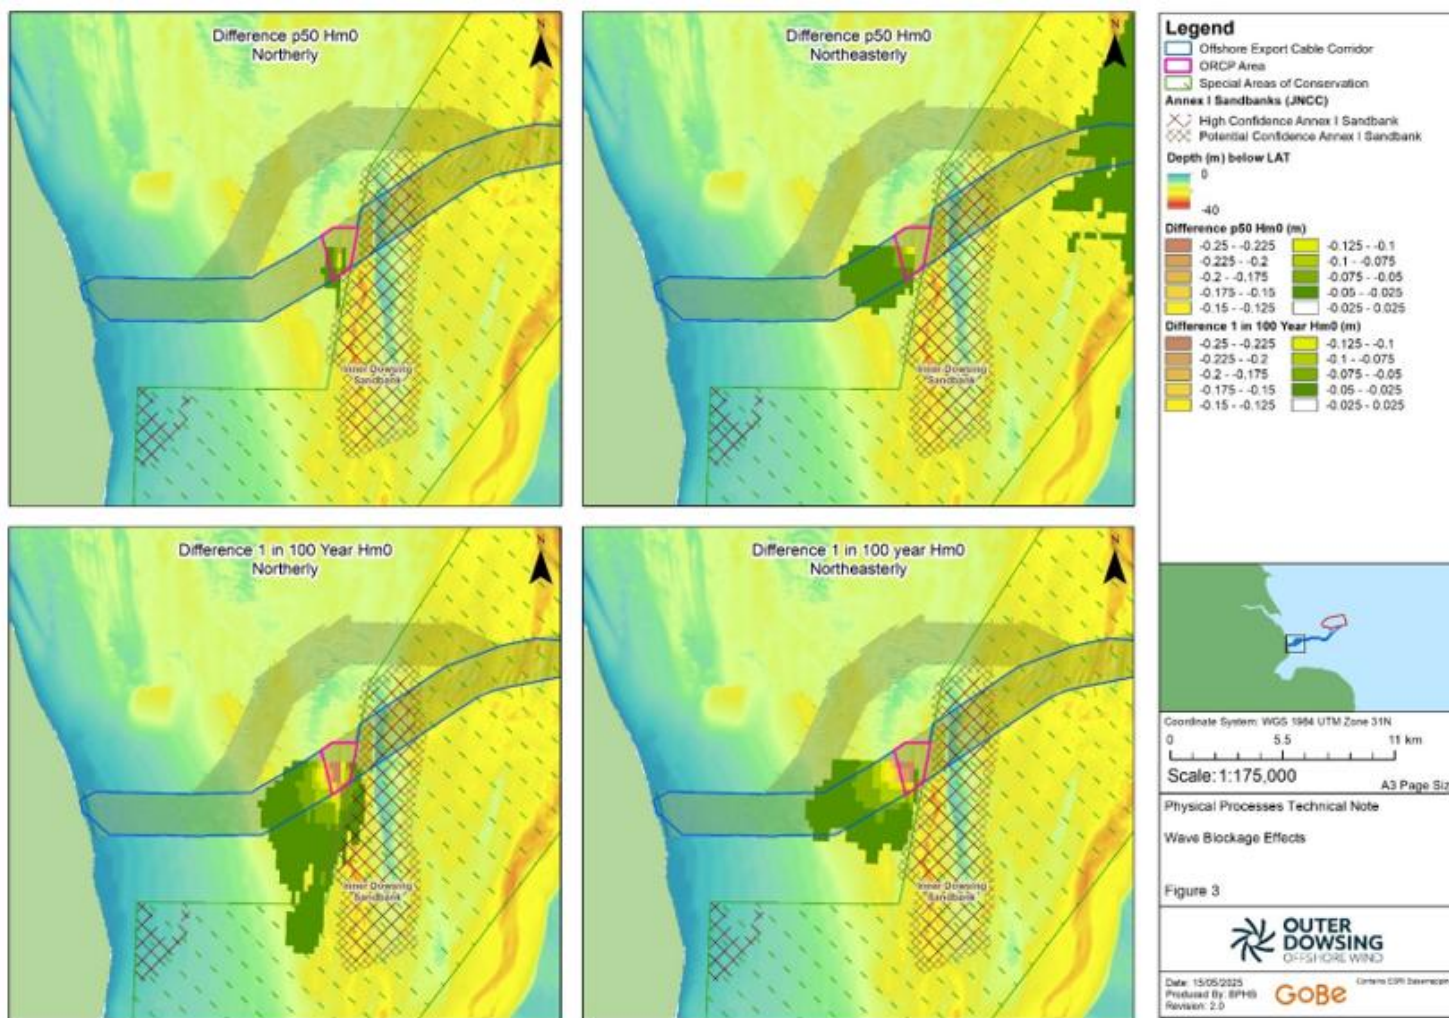 Difference p50 Hm0
Northerly
N
Inner Dowsing
Sandbank
Difference p50 Hm0
Northeasterly
N
Inner Dowsing
Sandbank
Difference 1 in 100 Year Hm0
Northerly
N
Inner Dowsing
Sandbank
Difference 1 in 100 year Hm0
Northeasterly
N
Inner Dowsing
Sandbank
Legend
Offshore Export Cable Corridor
ORCP Area
Special Areas of Conservation
Annex I Sandbanks (JNCC)
High Confidence Annex I Sandbank
Potential Confidence Annex I Sandbank
Depth (m) below LAT
0
-40
Difference p50 Hm0 (m)
-0.25 - -0.225 -0.125 - -0.1
-0.225 - -0.2 -0.1 - -0.075
-0.2 - -0.175 -0.075 - -0.05
-0.175 - -0.15 -0.05 - -0.025
-0.15 - -0.125 -0.025 - 0.025
Difference 1 in 100 Year Hm0 (m)
-0.25 - -0.225 -0.125 - -0.1
-0.225 - -0.2 -0.1 - -0.075
-0.2 - -0.175 -0.075 - -0.05
-0.175 - -0.15 -0.05 - -0.025
-0.15 - -0.125 -0.025 - 0.025
Coordinate System: WGS 1984 UTM Zone 31N
0 5.5 11 km
Scale: 1:175,000
A3 Page Siz
Physical Processes Technical Note
Wave Blockage Effects
Figure 3
OUTER
DOWSING
OFFSHORE WIND
Date: 15/05/2025
Produced By: BPHB
Revision: 2.0
GoBe
Contains ESRI Basemapping